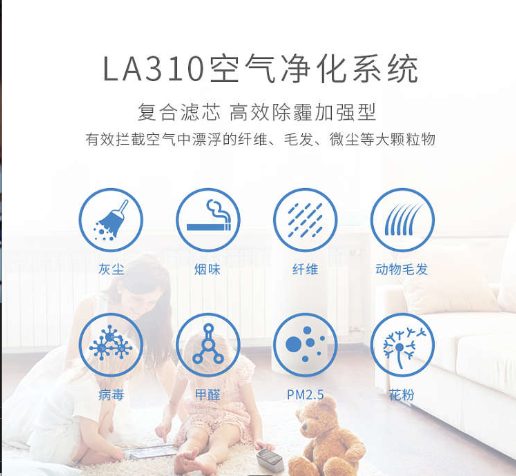 LA310空气净化系统
复合滤芯 高效除霾加强型
有效拦截空气中漂浮的纤维、毛发、微尘等大颗粒物
灰尘 烟味 纤维 动物毛发
病毒 甲醛 PM2.5 花粉